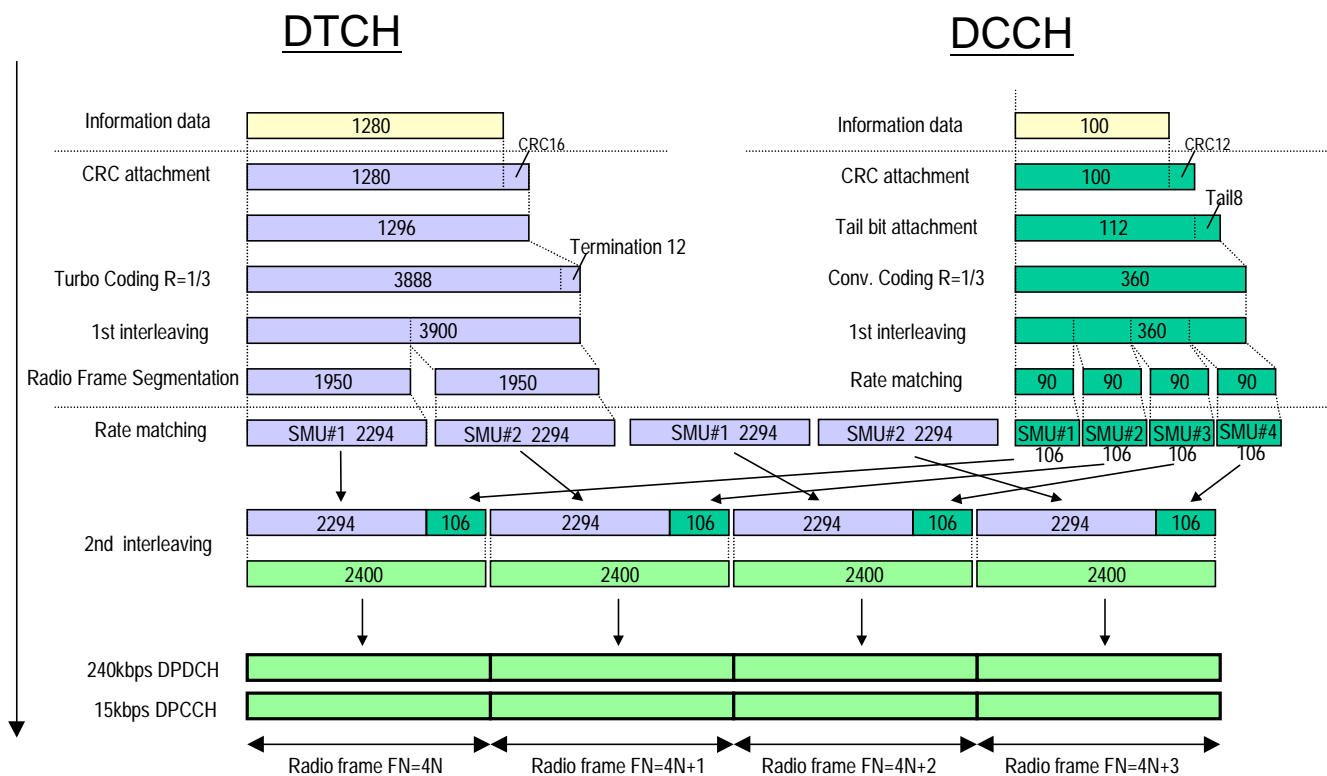 DTCH
DCCH
Information data
1280
Information data
100
CRC16
CRC12
CRC attachment
1280
CRC attachment
100
Tail8
1296
Tail bit attachment
112
Termination 12
Turbo Coding R=1/3
3888
Conv. Coding R=1/3
360
1st interleaving
3900
1st interleaving
360
Radio Frame Segmentation
1950
1950
Rate matching
90
90
90
90
Rate matching
SMU#1 2294
SMU#2 2294
SMU#1 2294
SMU#2 2294
SMU#1
SMU#2
SMU#3
SMU#4
106
106
106
106
2nd interleaving
2294
106
2294
106
2294
106
2294
106
2400
2400
2400
2400
240kbps DPDCH
15kbps DPCCH
Radio frame FN=4N
Radio frame FN=4N+1
Radio frame FN=4N+2
Radio frame FN=4N+3